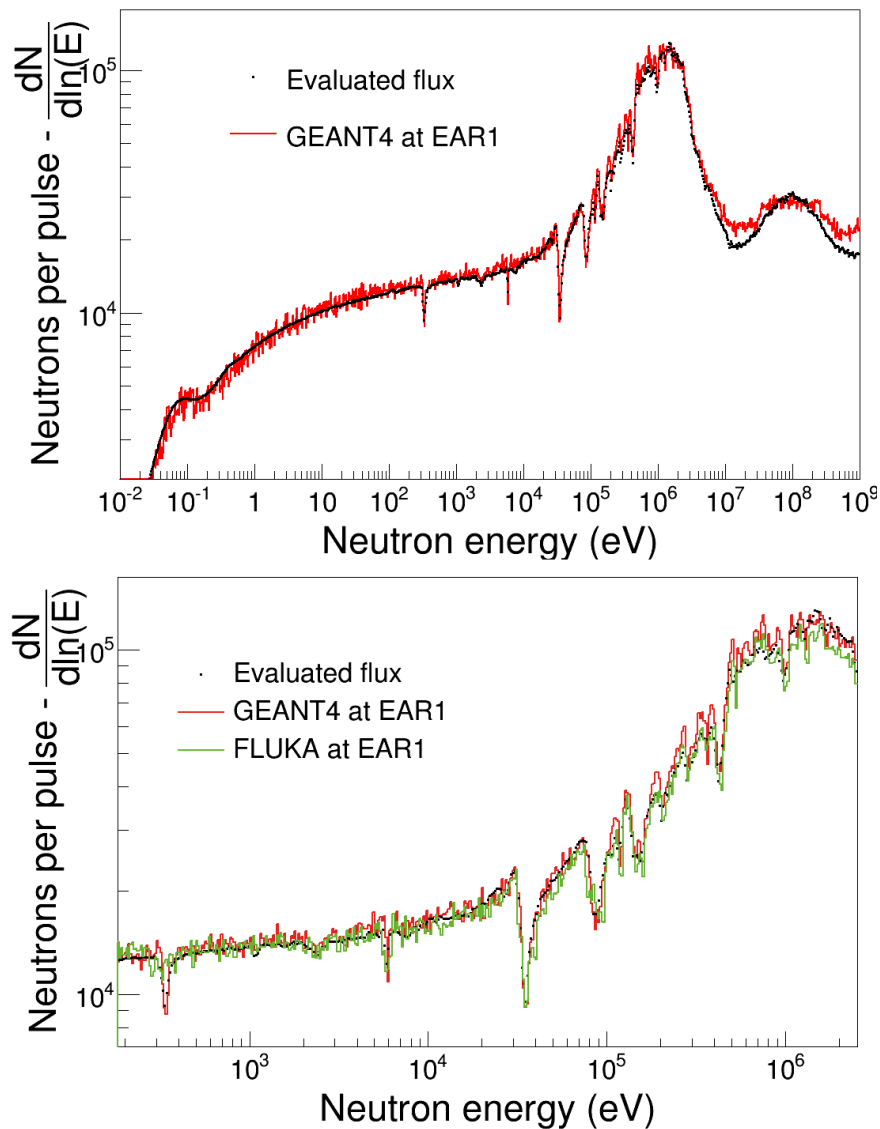 Neutrons per pulse - dN/dln(E)
10^5
10^4
Evaluated flux
GEANT4 at EAR1
10^-2 10^-1 1 10 10^2 10^3 10^4 10^5 10^6 10^7 10^8 10^9
Neutron energy (eV)
Neutrons per pulse - dN/dln(E)
10^5
10^4
Evaluated flux
GEANT4 at EAR1
FLUKA at EAR1
10^3 10^4 10^5 10^6
Neutron energy (eV)